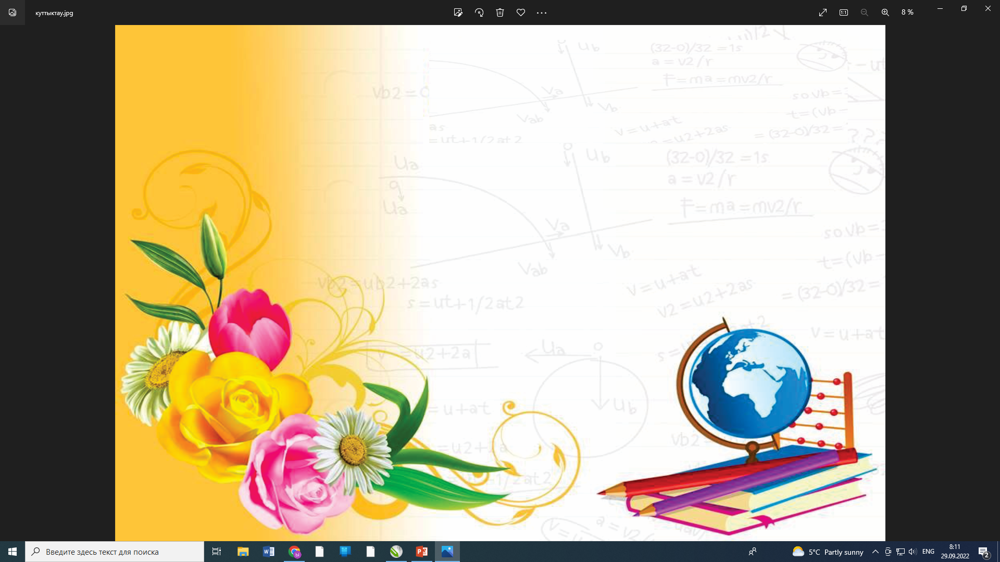 куттыктау.jpg
8 %
(32-0)/32 = 1s
a = v2/r
F=ma=mv2/r
Ub
Vb2 = 0
Va
Vb
Vab
so vb=
t=(vb-
as
=ut+1/2at2
v=u+at
=u2+2as
=(32-0)/32=
???
Ua
Ub
(32-0)/32 =1s
a = v2/r
Ua
F=ma=mv2/r
Va
so vb=
Vb
t=(vb-
Vab
vb2=ub2+2as
v=u+at
s=ut+1/2at2
v2=u2+2as
=(32-0)/32=
v=u+at
v =u2+2a
Ua
s=u
Ub
=u+at
vb2
=u2+2a
+1/2at2
a=v2/
v=u
Введите здесь текст для поиска
5°C Partly sunny
ENG
8:11
29.09.2022
2